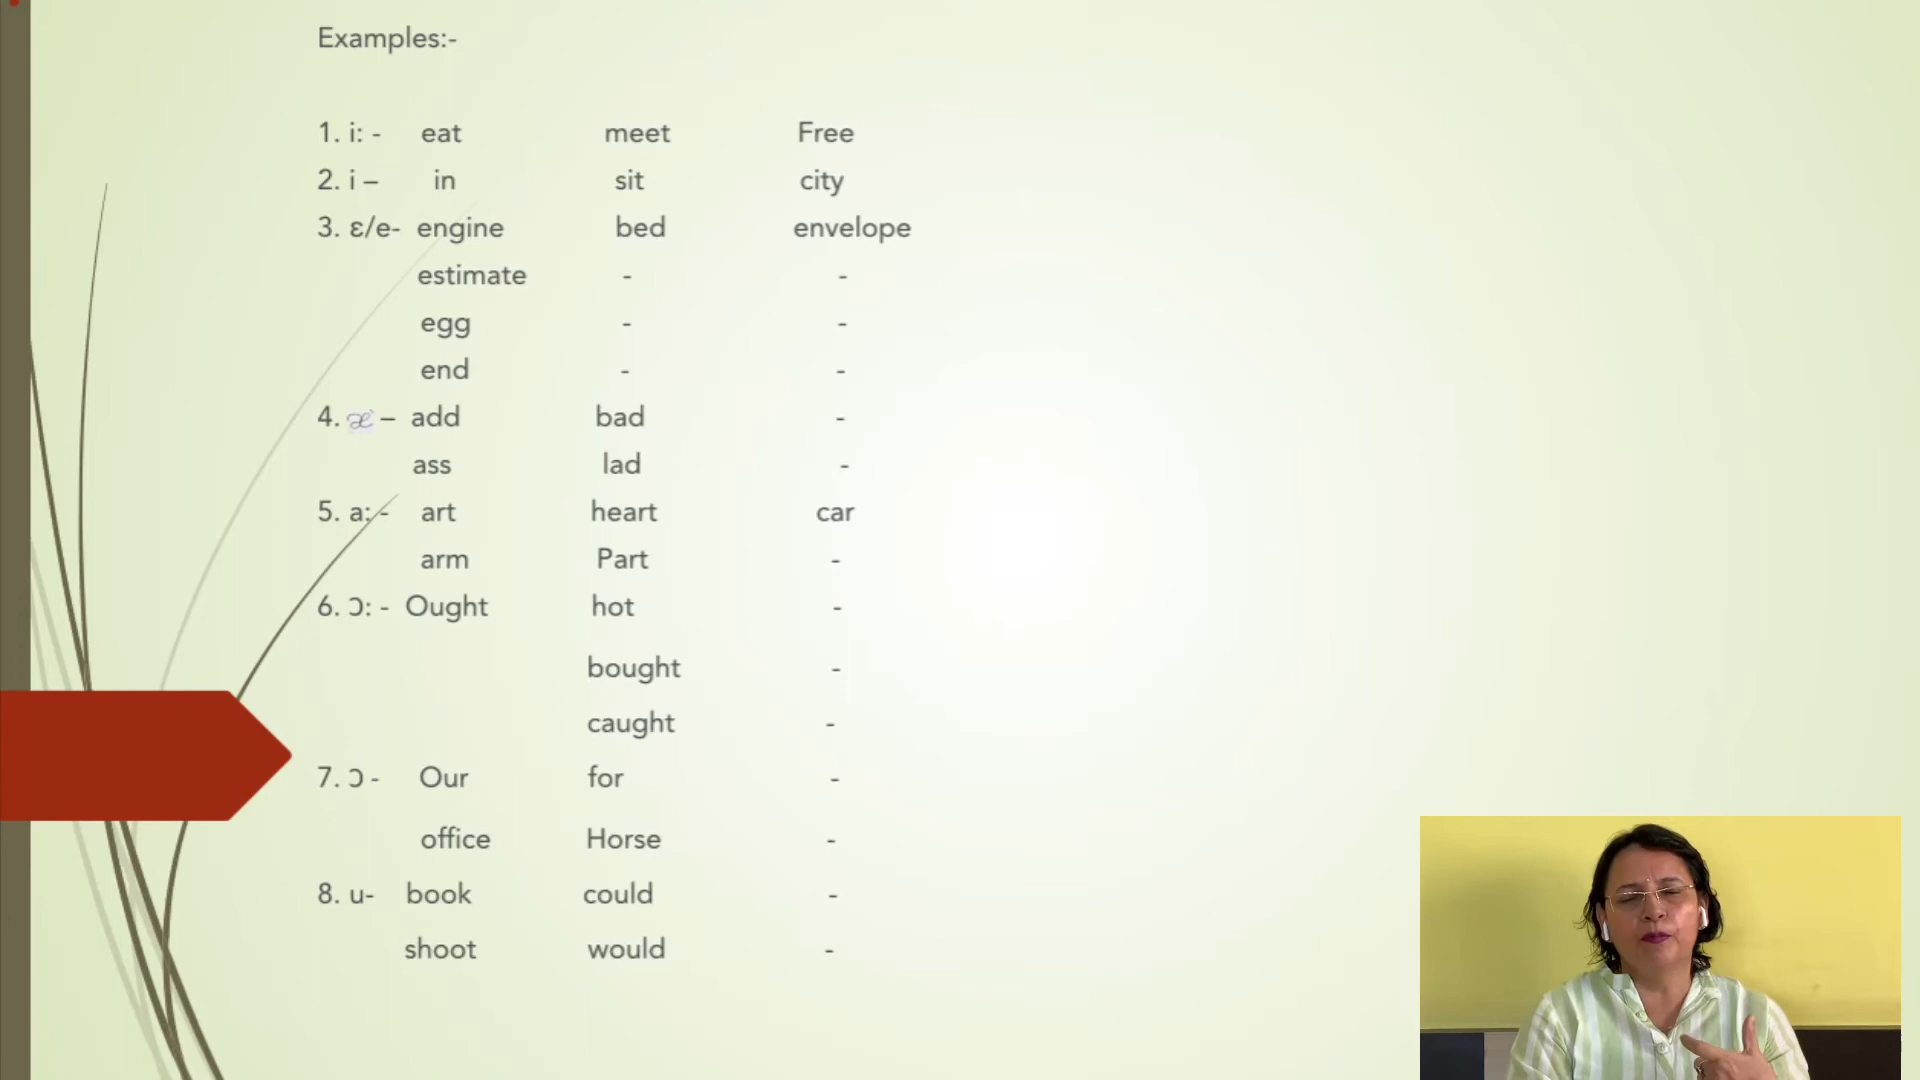 Examples:-
1. i: - eat meet Free
2. i – in sit city
3. ɛ/e- engine bed envelope
estimate - -
egg - -
end - -
4. æ – add bad -
ass lad -
5. a: - art heart car
arm Part -
6. Ɔ: - Ought hot -
bought -
caught -
7. Ɔ - Our for -
office Horse -
8. u- book could -
shoot would -